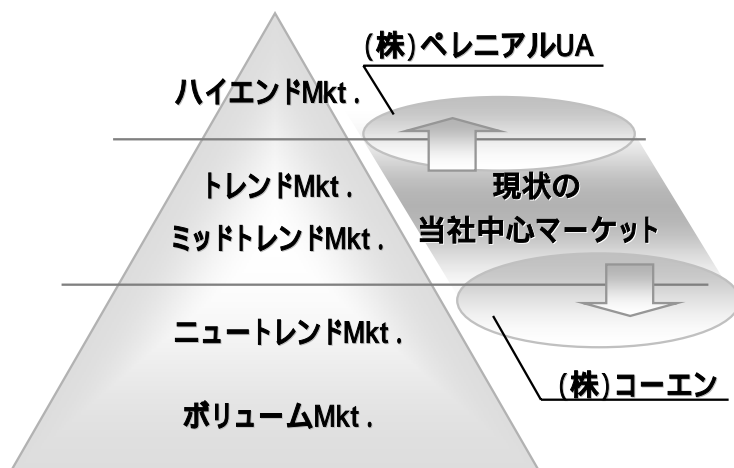 (株)ペレニアルUA
ハイエンドMkt.
トレンドMkt.
ミッドトレンドMkt.
現状の
当社中心マーケット
ニュートレンドMkt.
(株)コーエン
ボリュームMkt.